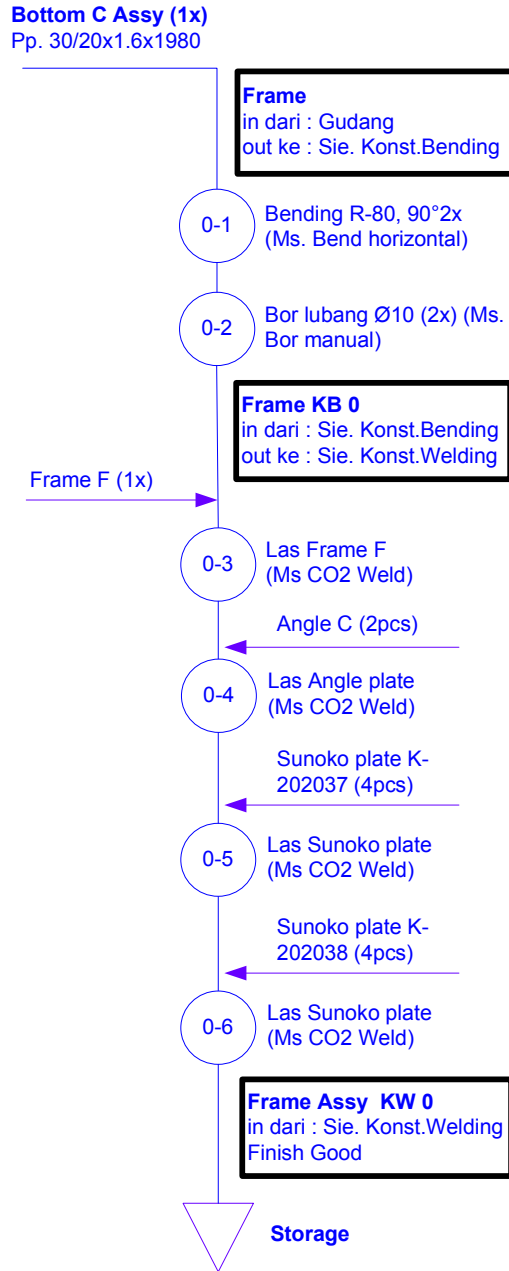 Bottom C Assy (1x)
Pp. 30/20x1.6x1980
Frame
in dari : Gudang
out ke : Sie. Konst.Bending
0-1
Bending R-80, 90°2x
(Ms. Bend horizontal)
0-2
Bor lubang Ø10 (2x) (Ms.
Bor manual)
Frame KB 0
in dari : Sie. Konst.Bending
out ke : Sie. Konst.Welding
Frame F (1x)
0-3
Las Frame F
(Ms CO2 Weld)
Angle C (2pcs)
0-4
Las Angle plate
(Ms CO2 Weld)
Sunoko plate K-
202037 (4pcs)
0-5
Las Sunoko plate
(Ms CO2 Weld)
Sunoko plate K-
202038 (4pcs)
0-6
Las Sunoko plate
(Ms CO2 Weld)
Frame Assy  KW 0
in dari : Sie. Konst.Welding
Finish Good
Storage